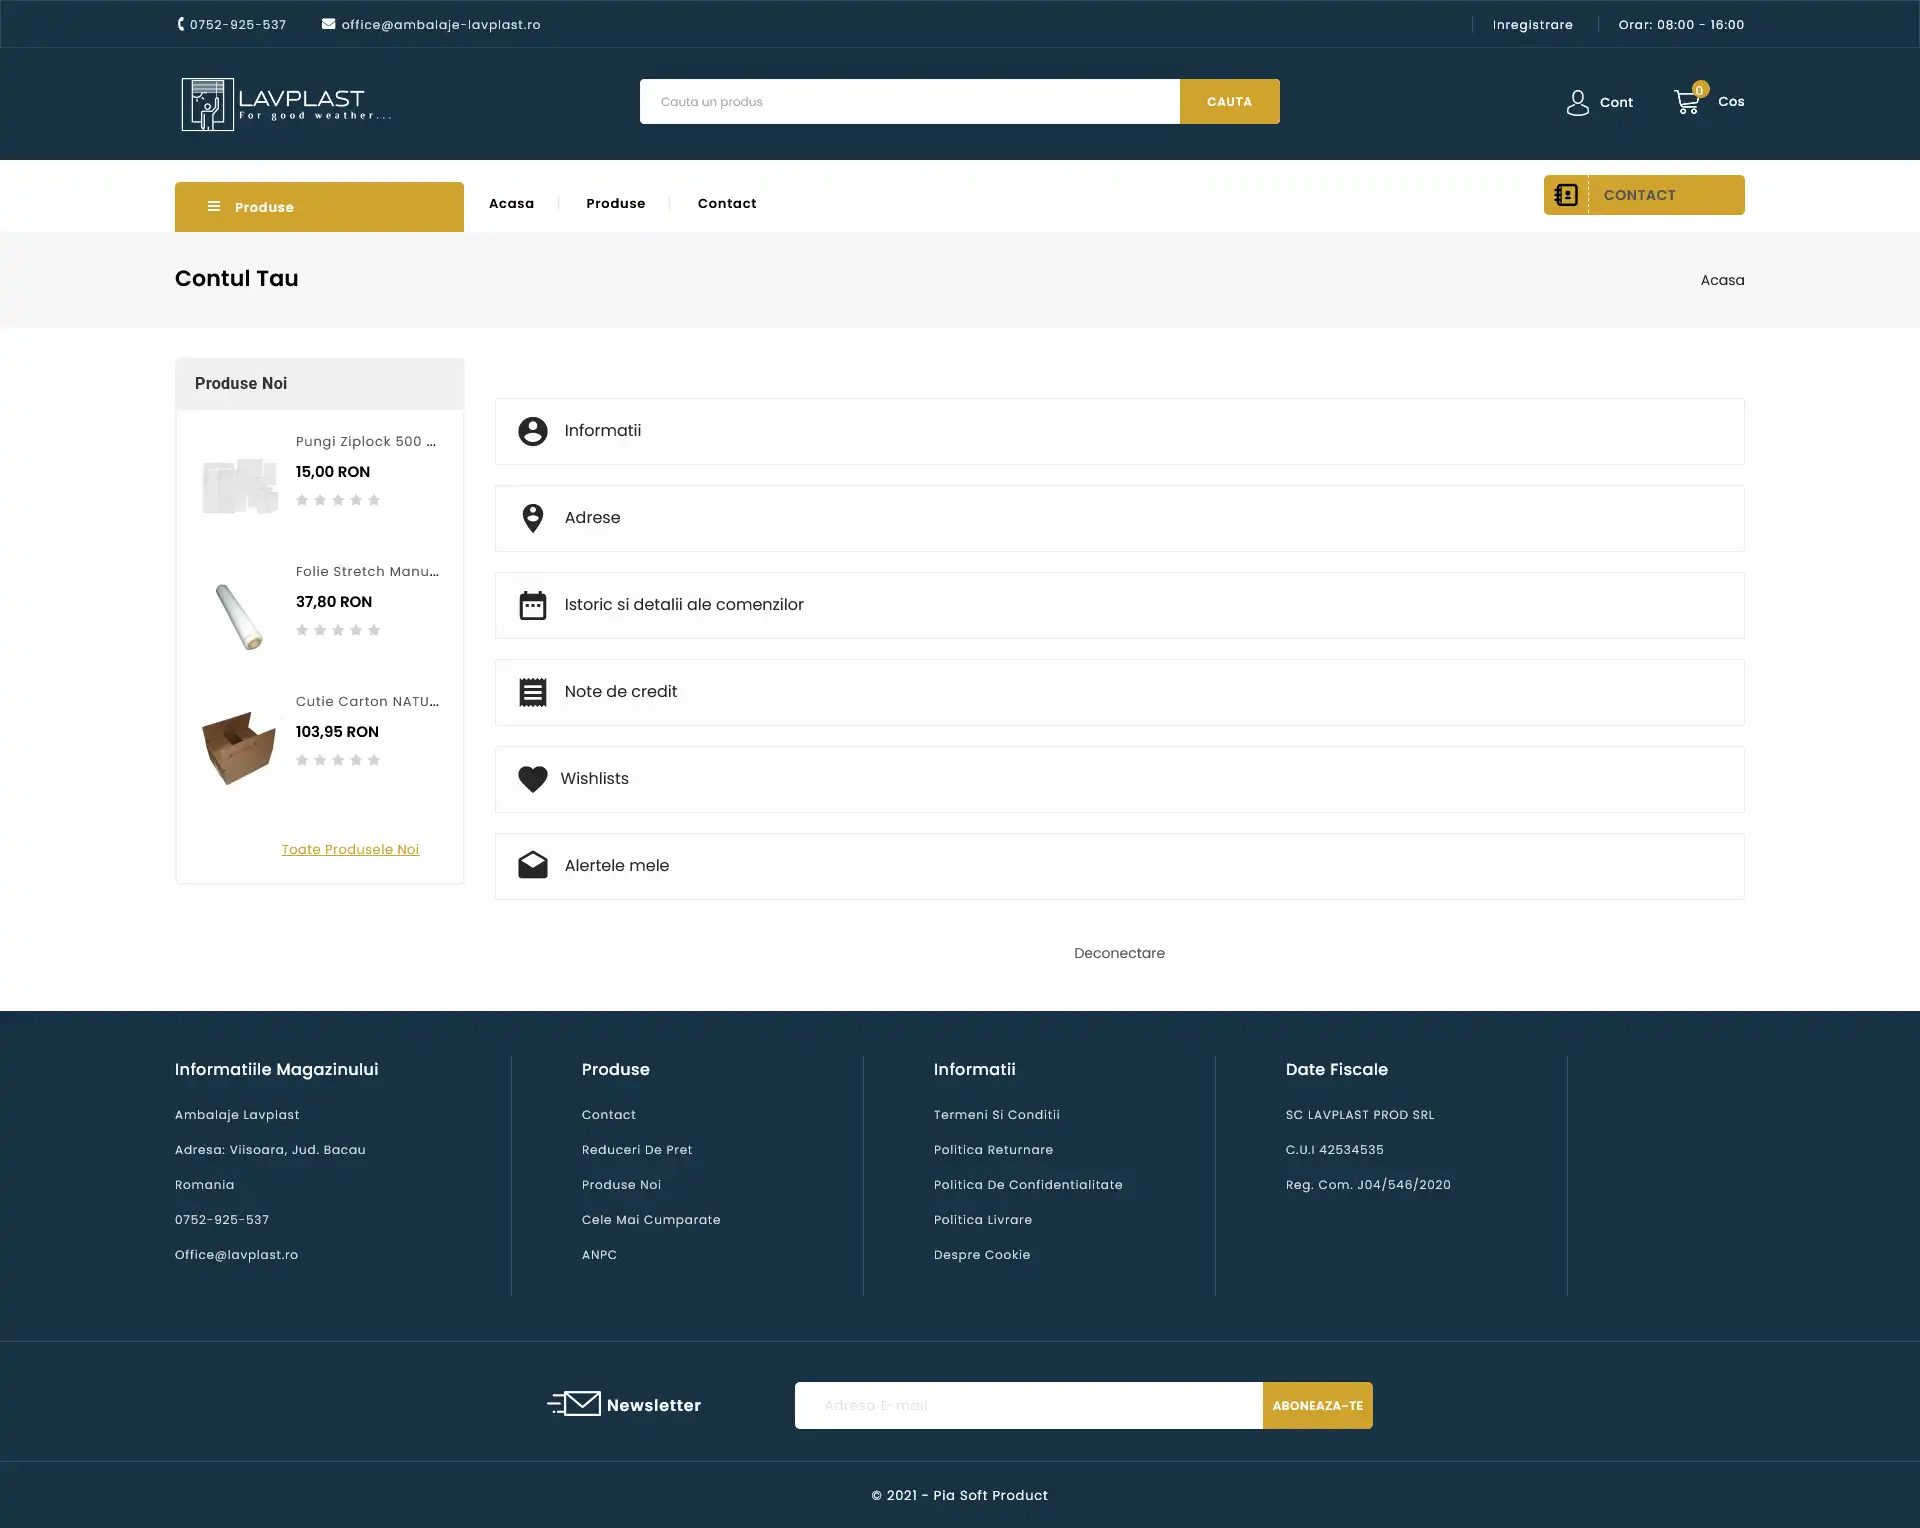 0752-925-537
office@ambalaje-lavplast.ro
Inregistrare
Orar: 08:00 - 16:00
LAVPLAST
For good weather...
Cauta un produs
CAUTA
Cont
0
Cos
Produse
Acasa
Produse
Contact
CONTACT
Contul Tau
Acasa
Produse Noi
Pungi Ziplock 500 ...
15,00 RON
Folie Stretch Manu...
37,80 RON
Cutie Carton NATU...
103,95 RON
Toate Produsele Noi
Informatii
Adrese
Istoric si detalii ale comenzilor
Note de credit
Wishlists
Alertele mele
Deconectare
Informatiile Magazinului
Ambalaje Lavplast
Adresa: Viisoara, Jud. Bacau
Romania
0752-925-537
Office@lavplast.ro
Produse
Contact
Reduceri De Pret
Produse Noi
Cele Mai Cumparate
ANPC
Informatii
Termeni Si Conditii
Politica Returnare
Politica De Confidentialitate
Politica Livrare
Despre Cookie
Date Fiscale
SC LAVPLAST PROD SRL
C.U.I 42534535
Reg. Com. J04/546/2020
Newsletter
Adresa E-mail
ABONEAZA-TE
© 2021 - Pia Soft Product